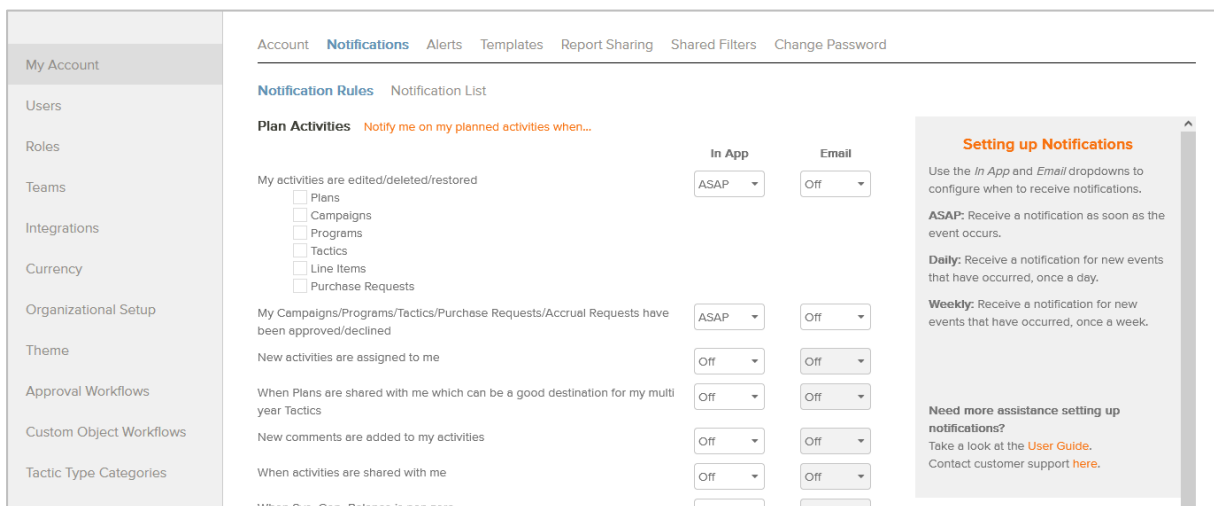 Account Notifications Alerts Templates Report Sharing Shared Filters Change Password
My Account
Users
Roles
Teams
Integrations
Currency
Organizational Setup
Theme
Approval Workflows
Custom Object Workflows
Tactic Type Categories
Notification Rules Notification List
Plan Activities Notify me on my planned activities when...
In App Email
My activities are edited/deleted/restored ASAP Off
Plans
Campaigns
Programs
Tactics
Line Items
Purchase Requests
My Campaigns/Programs/Tactics/Purchase Requests/Accrual Requests have
been approved/declined
ASAP Off
New activities are assigned to me Off Off
When Plans are shared with me which can be a good destination for my multi
year Tactics
Off Off
New comments are added to my activities Off Off
When activities are shared with me Off Off
Setting up Notifications
Use the In App and Email dropdowns to
configure when to receive notifications.
ASAP: Receive a notification as soon as the
event occurs.
Daily: Receive a notification for new events
that have occurred, once a day.
Weekly: Receive a notification for new
events that have occurred, once a week.
Need more assistance setting up
notifications?
Take a look at the User Guide.
Contact customer support here.